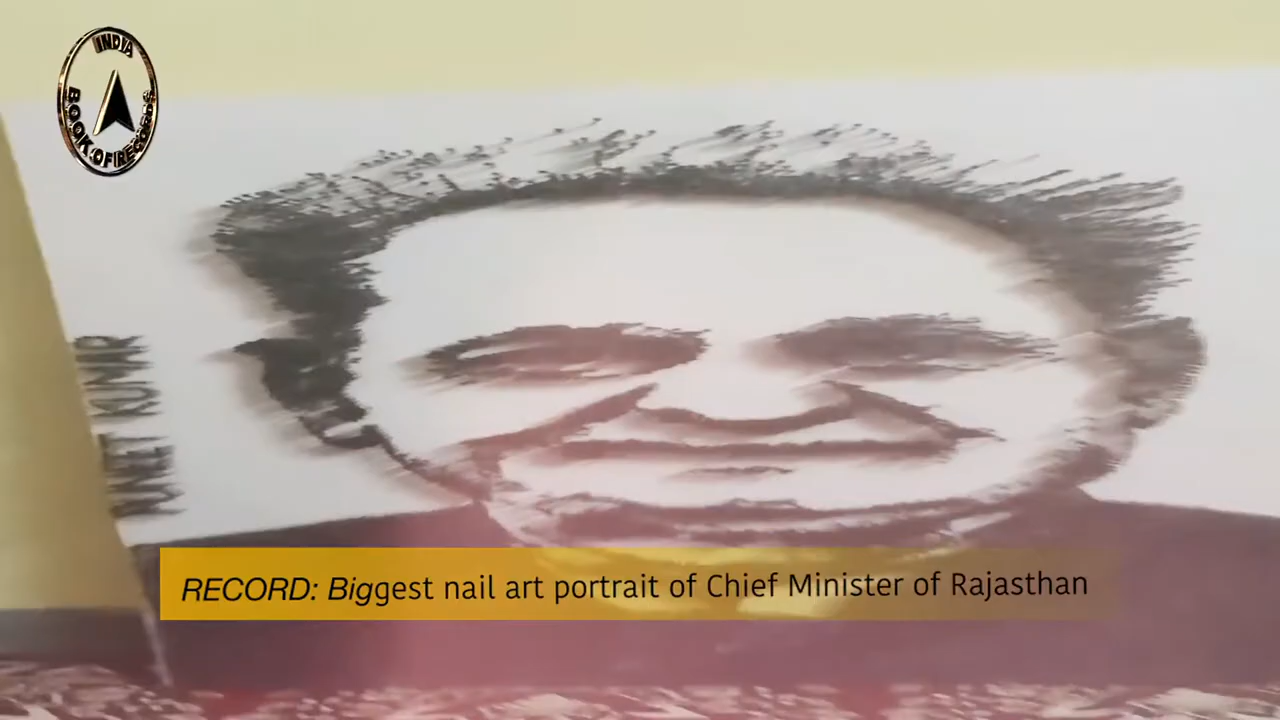 INDIA
BOOK OF RECORDS
RECORD: Biggest nail art portrait of Chief Minister of Rajasthan